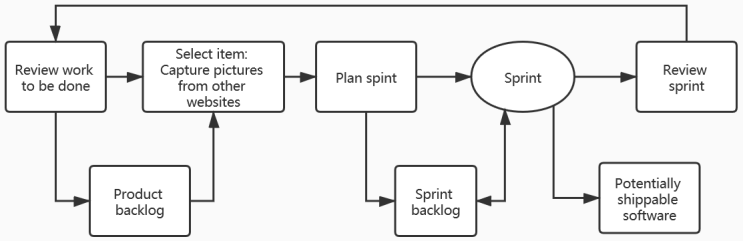 Review work
to be done
Select item:
Capture pictures
from other
websites
Plan spint
Sprint
Review
sprint
Product
backlog
Sprint
backlog
Potentially
shippable
software